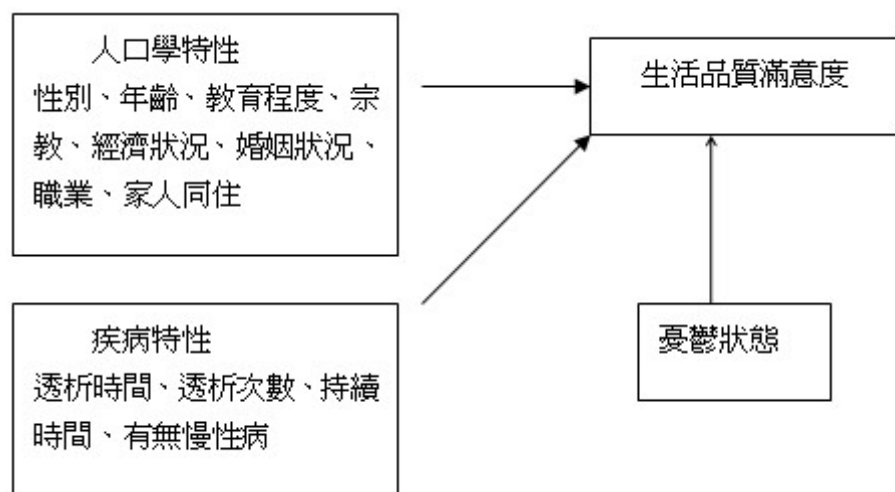 人口學特性
性別、年齡、教育程度、宗
教、經濟狀況、婚姻狀況、
職業、家人同住
生活品質滿意度
疾病特性
透析時間、透析次數、持續
時間、有無慢性病
憂鬱狀態